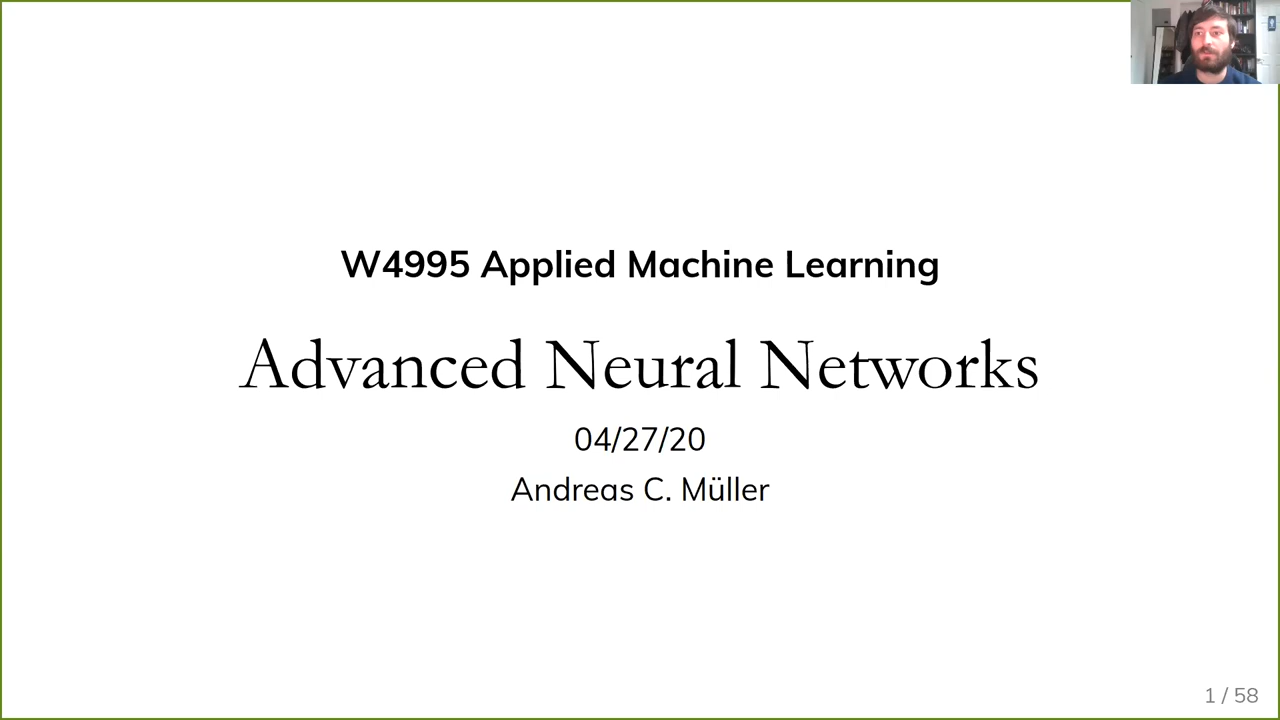 W4995 Applied Machine Learning
Advanced Neural Networks
04/27/20
Andreas C. Müller
1 / 58